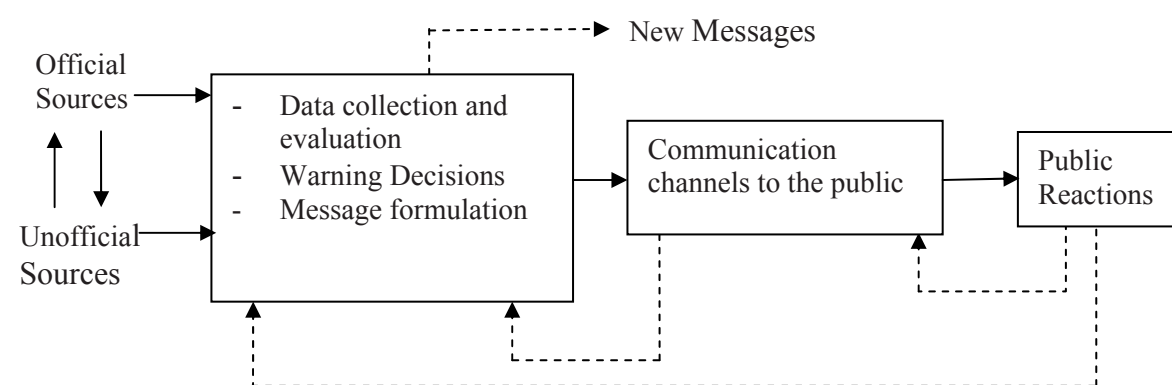 New Messages
Official
Sources
- Data collection and
evaluation
- Warning Decisions
- Message formulation
Unofficial
Sources
Communication
channels to the public
Public
Reactions